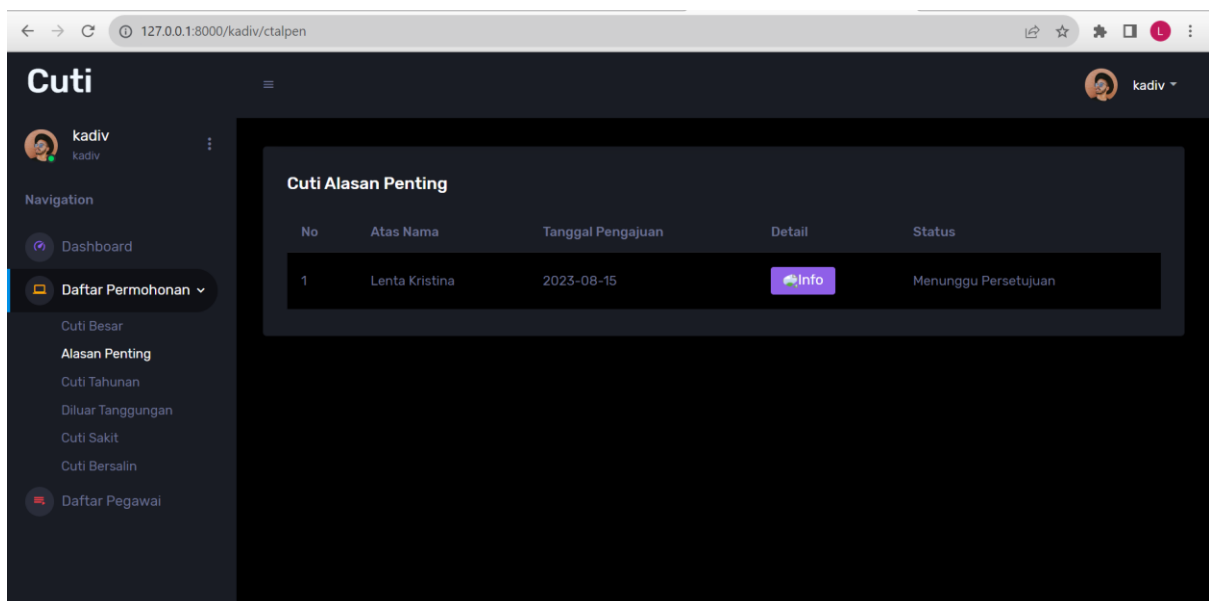 127.0.0.1:8000/kadiv/ctalpen
L
Cuti
kadiv
kadiv
kadiv
Navigation
Dashboard
Daftar Permohonan
Cuti Besar
Alasan Penting
Cuti Tahunan
Diluar Tanggungan
Cuti Sakit
Cuti Bersalin
Daftar Pegawai
Cuti Alasan Penting
No Atas Nama Tanggal Pengajuan Detail Status
1 Lenta Kristina 2023-08-15 Info Menunggu Persetujuan